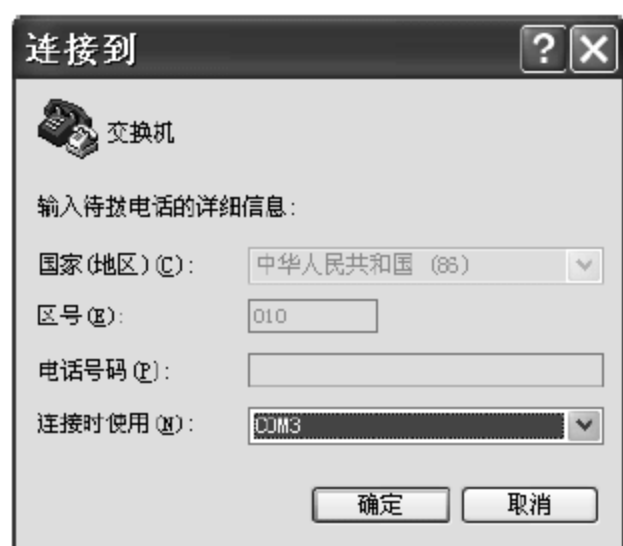 连接到
交换机
输入待拨电话的详细信息:
国家(地区)(C): 中华人民共和国 (86)
区号(E): 010
电话号码(P):
连接时使用(N): COM3
确定 取消